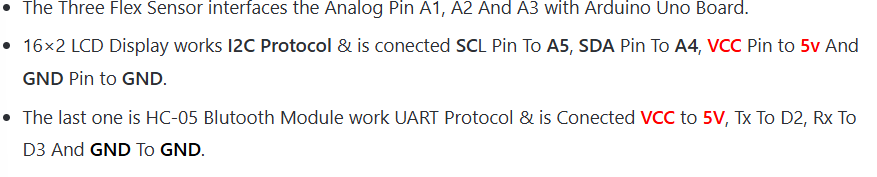 • The Three Flex Sensor interfaces the Analog Pin A1, A2 And A3 with Arduino Uno Board.
• 16×2 LCD Display works I2C Protocol & is conected SCL Pin To A5, SDA Pin To A4, VCC Pin to 5v And
GND Pin to GND.
• The last one is HC-05 Blutooth Module work UART Protocol & is Conected VCC to 5V, Tx To D2, Rx To
D3 And GND To GND.